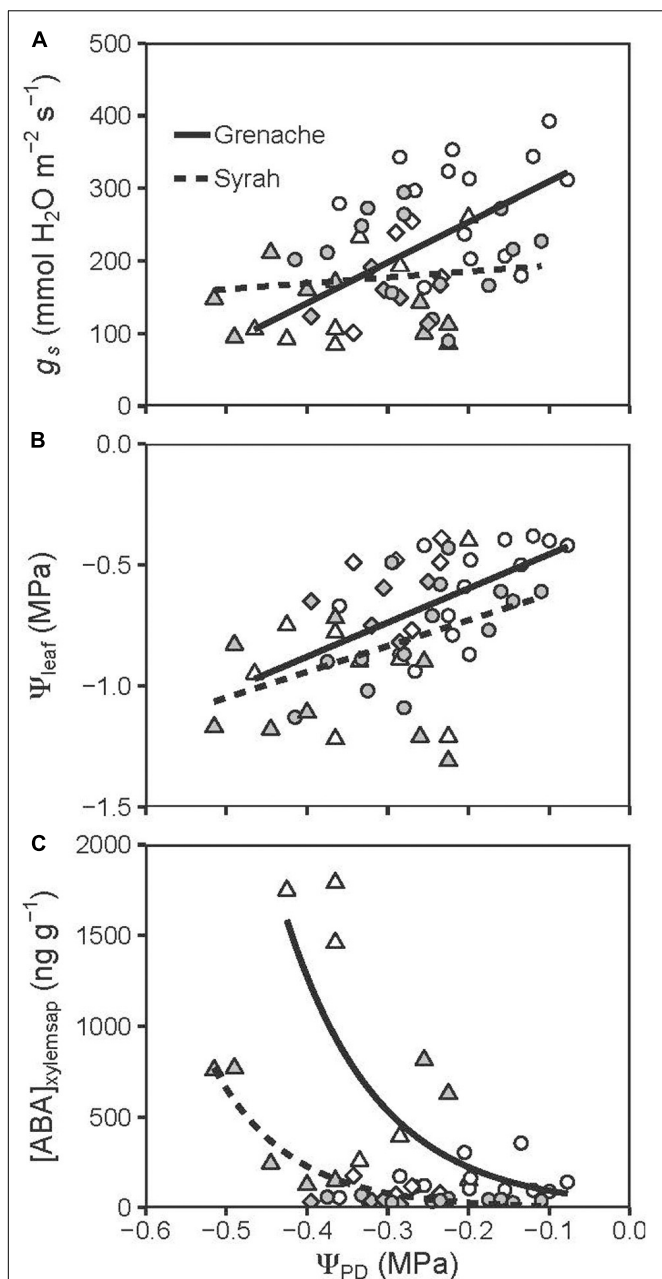 A
500
400
300
200
100
0
gs (mmol H2O m−2 s−1)
Grenache
Syrah
B
0.0
−0.5
−1.0
−1.5
Ψleaf (MPa)
C
2000
1500
1000
500
0
[ABA]xylemsap (ng g−1)
−0.6 −0.5 −0.4 −0.3 −0.2 −0.1 0.0
ΨPD (MPa)